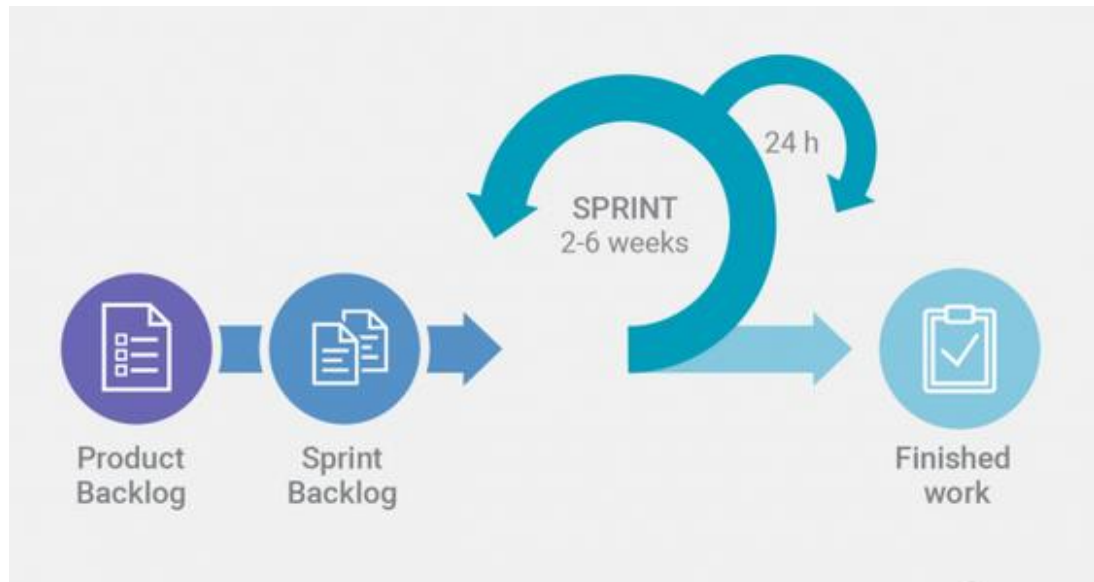 24 h
SPRINT
2-6 weeks
Product
Backlog
Sprint
Backlog
Finished
work